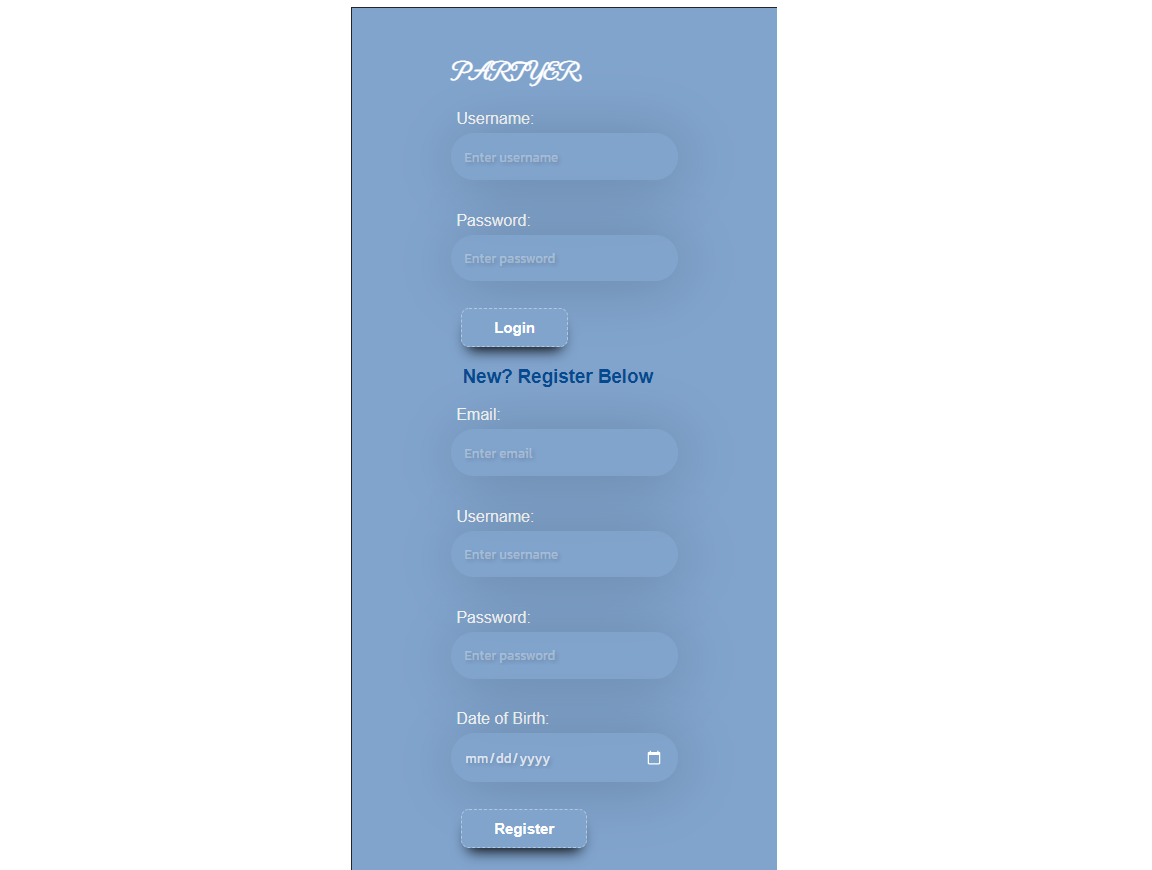 PARTYER
Username:
Enter username
Password:
Enter password
Login
New? Register Below
Email:
Enter email
Username:
Enter username
Password:
Enter password
Date of Birth:
mm/dd/yyyy
Register